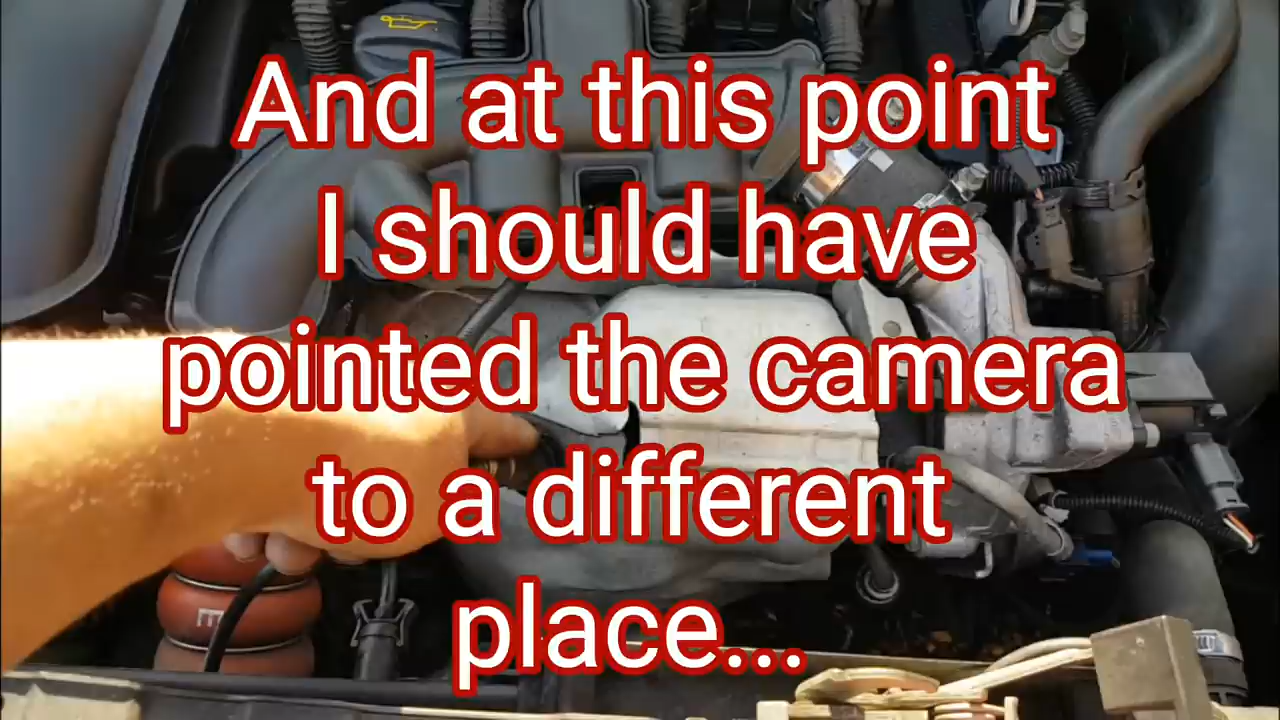 And at this point
I should have
pointed the camera
to a different
place...